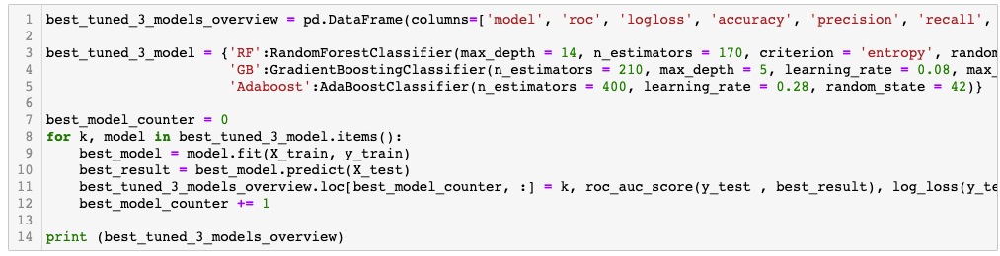 1 best_tuned_3_models_overview = pd.DataFrame(columns=['model', 'roc', 'logloss', 'accuracy', 'precision', 'recall',
2
3 best_tuned_3_model = {'RF':RandomForestClassifier(max_depth = 14, n_estimators = 170, criterion = 'entropy', random
4 'GB':GradientBoostingClassifier(n_estimators = 210, max_depth = 5, learning_rate = 0.08, max_
5 'Adaboost':AdaBoostClassifier(n_estimators = 400, learning_rate = 0.28, random_state = 42)}
6
7 best_model_counter = 0
8 for k, model in best_tuned_3_model.items():
9     best_model = model.fit(X_train, y_train)
10     best_result = best_model.predict(X_test)
11     best_tuned_3_models_overview.loc[best_model_counter, :] = k, roc_auc_score(y_test , best_result), log_loss(y_te
12     best_model_counter += 1
13
14 print (best_tuned_3_models_overview)